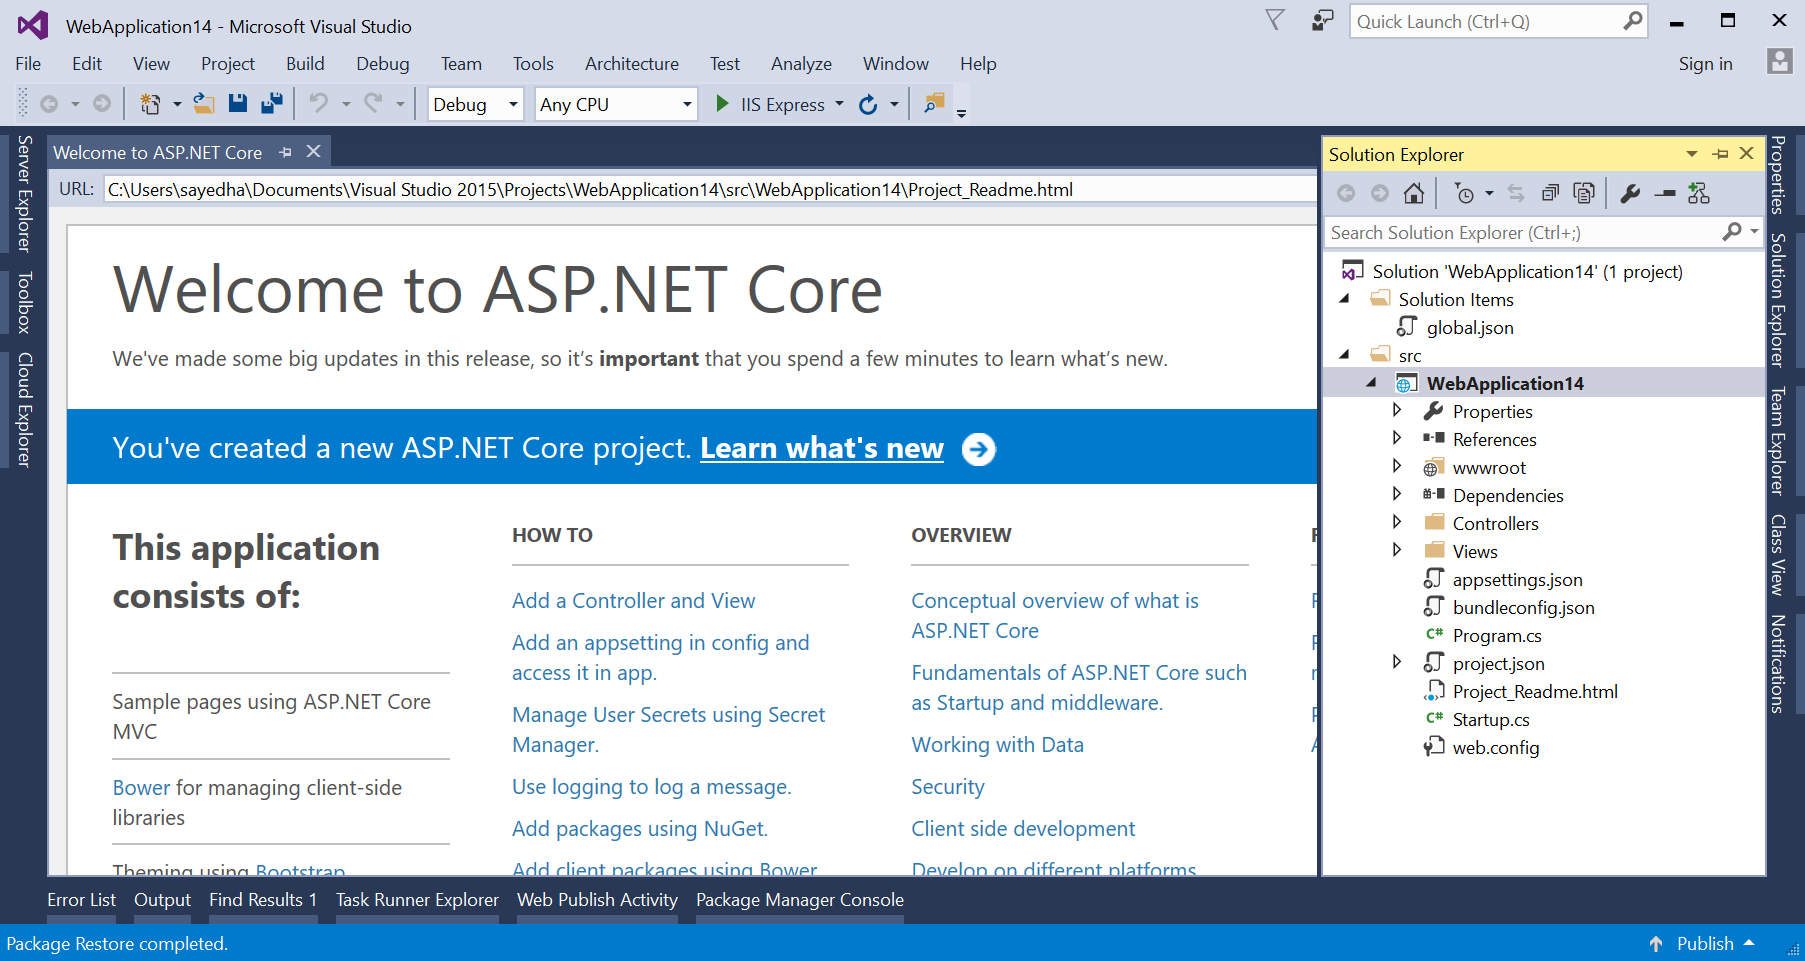 WebApplication14 - Microsoft Visual Studio
Quick Launch (Ctrl+Q)
File Edit View Project Build Debug Team Tools Architecture Test Analyze Window Help
Sign in
Debug Any CPU IIS Express
Server Explorer
Toolbox
Cloud Explorer
Welcome to ASP.NET Core
URL: C:\Users\sayedha\Documents\Visual Studio 2015\Projects\WebApplication14\src\WebApplication14\Project_Readme.html
Welcome to ASP.NET Core
We've made some big updates in this release, so it's important that you spend a few minutes to learn what's new.
You've created a new ASP.NET Core project. Learn what's new
This application
consists of:
Sample pages using ASP.NET Core
MVC
Bower for managing client-side
libraries
Theming using Bootstrap
HOW TO
Add a Controller and View
Add an appsetting in config and
access it in app.
Manage User Secrets using Secret
Manager.
Use logging to log a message.
Add packages using NuGet.
Add client packages using Bower
OVERVIEW
Conceptual overview of what is
ASP.NET Core
Fundamentals of ASP.NET Core such
as Startup and middleware.
Working with Data
Security
Client side development
Develop on different platforms
Solution Explorer
Search Solution Explorer (Ctrl+;)
Solution 'WebApplication14' (1 project)
Solution Items
global.json
src
WebApplication14
Properties
References
wwwroot
Dependencies
Controllers
Views
appsettings.json
bundleconfig.json
C# Program.cs
project.json
Project_Readme.html
C# Startup.cs
web.config
Properties
Solution Explorer
Team Explorer
Class View
Notifications
Error List Output Find Results 1 Task Runner Explorer Web Publish Activity Package Manager Console
Package Restore completed.
Publish